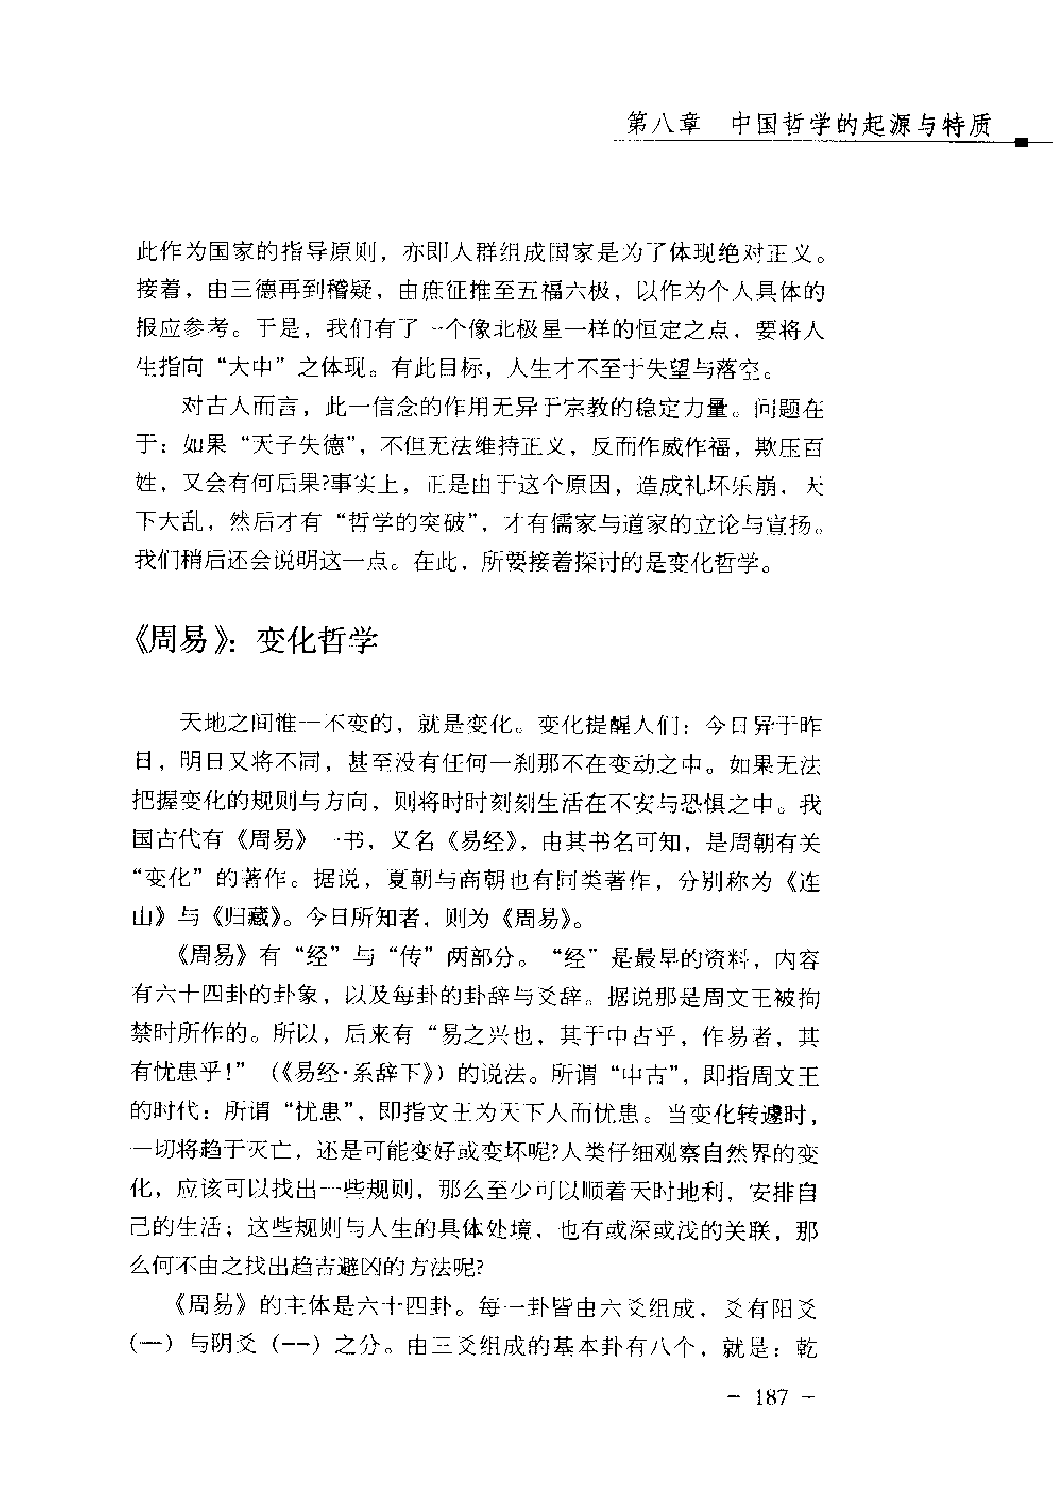 第八章 中国哲学的起源与特质
此作为国家的指导原则，亦即人群组成国家是为了体现绝对正义。
接着，由三德再到稽疑，由庶征推至五福六极，以作为个人具体的
报应参考。于是，我们有了一个像北极星一样的恒定之点，要将人
生指向“大中”之体现。有此目标，人生才不至于失望与落空。
对古人而言，此一信念的作用无异于宗教的稳定力量。问题在
于：如果“天子失德”，不但无法维持正义，反而作威作福，欺压百
姓，又会有何后果?事实上，正是由于这个原因，造成礼坏乐崩，天
下大乱，然后才有“哲学的突破”，才有儒家与道家的立论与宣扬。
我们稍后还会说明这一点。在此，所要接着探讨的是变化哲学。
《周易》：变化哲学
天地之间惟一不变的，就是变化。变化提醒人们：今日异于昨
日，明日又将不同，甚至没有任何一刹那不在变动之中。如果无法
把握变化的规则与方向，则将时时刻刻生活在不安与恐惧之中。我
国古代有《周易》一书，又名《易经》，由其书名可知，是周朝有关
“变化”的著作。据说，夏朝与商朝也有同类著作，分别称为《连
山》与《归藏》。今日所知者，则为《周易》。
《周易》有“经”与“传”两部分。“经”是最早的资料，内容
有六十四卦的卦象，以及每卦的卦辞与爻辞。据说那是周文王被拘
禁时所作的。所以，后来有“易之兴也，其于中古乎，作易者，其
有忧患乎!”（《易经·系辞下》）的说法。所谓“中古”，即指周文王
的时代：所谓“忧患”，即指文王为天下人而忧患。当变化转遽时，
一切将趋于灭亡，还是可能变好或变坏呢?人类仔细观察自然界的变
化，应该可以找出一些规则，那么至少可以顺着天时地利，安排自
己的生活；这些规则与人生的具体处境，也有或深或浅的关联，那
么何不由之找出趋吉避凶的方法呢?
《周易》的主体是六十四卦。每一卦皆由六爻组成，爻有阳爻
（—）与阴爻（--）之分。由三爻组成的基本卦有八个，就是：乾
- 187 -